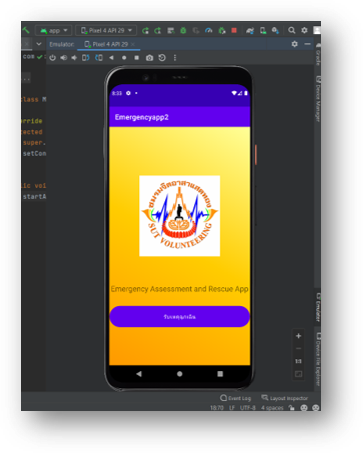 app
Pixel 4 API 29
Emulator:
Pixel 4 API 29
Gradle
Device Manager
com
class M
erride
tected
super.
setCon
ic voi
startA
8:33
Emergencyapp2
SUT VOLUNTEERING
Emergency Assessment and Rescue App
รับเหตุฉุกเฉิน
1:1
Emulator
Device File Explorer
Event Log
Layout Inspector
18:70 LF UTF-8 4 spaces